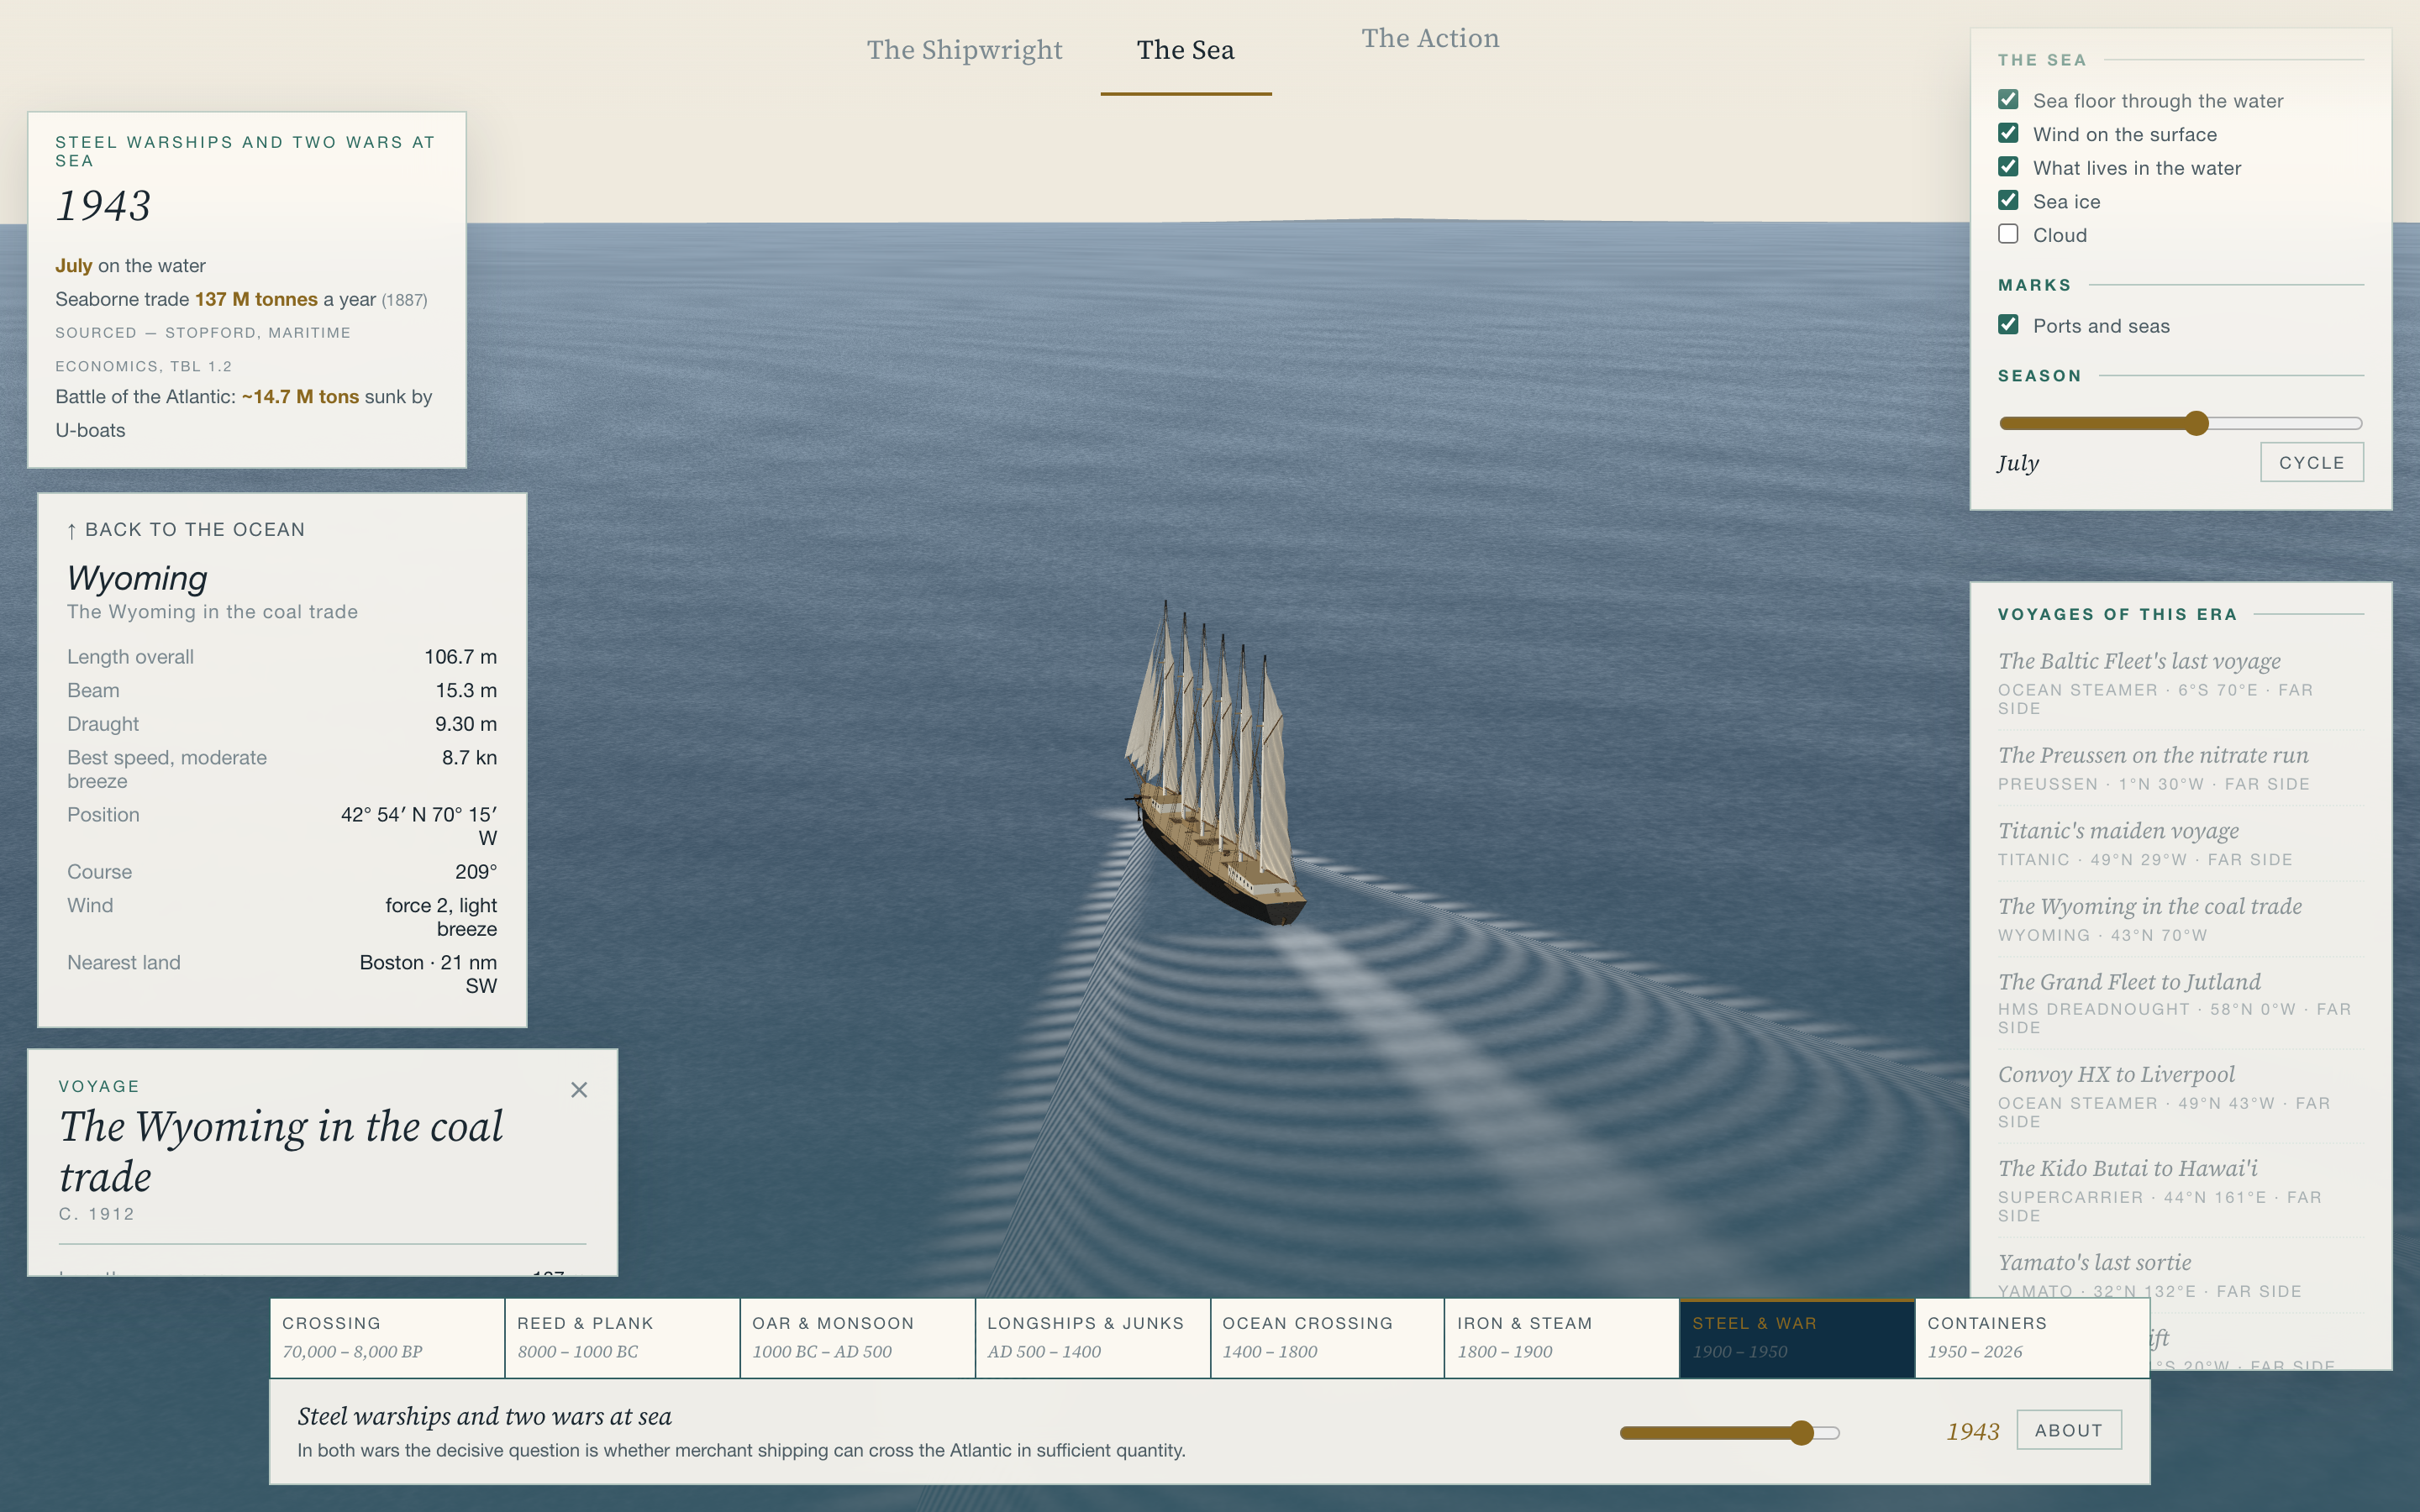 The Shipwright
The Sea
The Action
STEEL WARSHIPS AND TWO WARS AT
SEA
1943
July on the water
Seaborne trade 137 M tonnes a year (1887)
SOURCED — STOPFORD, MARITIME
ECONOMICS, TBL 1.2
Battle of the Atlantic: ~14.7 M tons sunk by
U-boats
↑ BACK TO THE OCEAN
Wyoming
The Wyoming in the coal trade
Length overall 106.7 m
Beam 15.3 m
Draught 9.30 m
Best speed, moderate 8.7 kn
breeze
Position 42° 54′ N 70° 15′
W
Course 209°
Wind force 2, light
breeze
Nearest land Boston · 21 nm
SW
VOYAGE
×
The Wyoming in the coal
trade
C. 1912
THE SEA
Sea floor through the water
Wind on the surface
What lives in the water
Sea ice
Cloud
MARKS
Ports and seas
SEASON
July
CYCLE
VOYAGES OF THIS ERA
The Baltic Fleet's last voyage
OCEAN STEAMER · 6°S 70°E · FAR
SIDE
The Preussen on the nitrate run
PREUSSEN · 1°N 30°W · FAR SIDE
Titanic's maiden voyage
TITANIC · 49°N 29°W · FAR SIDE
The Wyoming in the coal trade
WYOMING · 43°N 70°W
The Grand Fleet to Jutland
HMS DREADNOUGHT · 58°N 0°W · FAR
SIDE
Convoy HX to Liverpool
OCEAN STEAMER · 49°N 43°W · FAR
SIDE
The Kido Butai to Hawai'i
SUPERCARRIER · 44°N 161°E · FAR
SIDE
Yamato's last sortie
YAMATO · 32°N 132°E · FAR SIDE
20°W · FAR SIDE
CROSSING
70,000 – 8,000 BP
REED & PLANK
8000 – 1000 BC
OAR & MONSOON
1000 BC – AD 500
LONGSHIPS & JUNKS
AD 500 – 1400
OCEAN CROSSING
1400 – 1800
IRON & STEAM
1800 – 1900
STEEL & WAR
1900 – 1950
CONTAINERS
1950 – 2026
Steel warships and two wars at sea
In both wars the decisive question is whether merchant shipping can cross the Atlantic in sufficient quantity.
1943
ABOUT